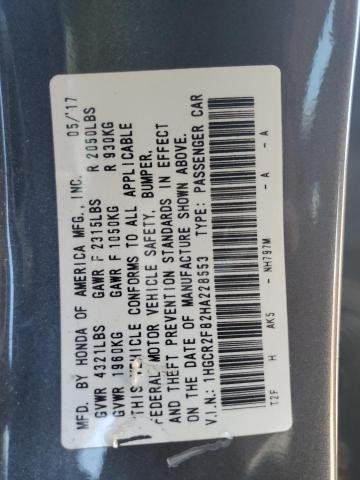 MFD. BY HONDA OF AMERICA MFG., INC. 05/17
GVWR 4321LBS GAWR F 2315LBS R 2050LBS
GVWR 1960KG GAWR F 1050KG R 930KG
THIS VEHICLE CONFORMS TO ALL APPLICABLE
FEDERAL MOTOR VEHICLE SAFETY, BUMPER,
AND THEFT PREVENTION STANDARDS IN EFFECT
ON THE DATE OF MANUFACTURE SHOWN ABOVE.
V.I.N.: 1HGCR2F82HA228553 TYPE: PASSENGER CAR
T2F H AK5 - NH797M - A - A